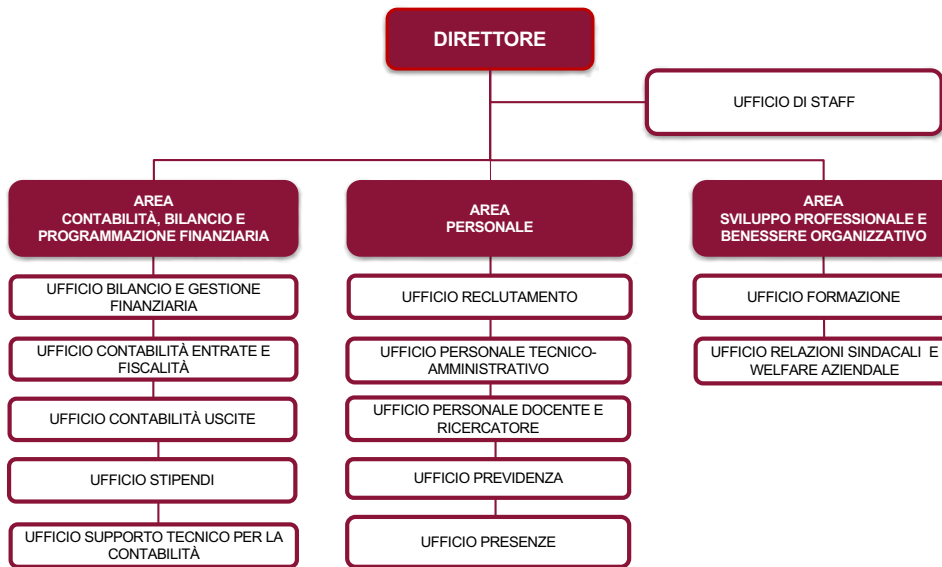 DIRETTORE
UFFICIO DI STAFF
AREA
CONTABILITÀ, BILANCIO E
PROGRAMMAZIONE FINANZIARIA
UFFICIO BILANCIO E GESTIONE
FINANZIARIA
UFFICIO CONTABILITÀ ENTRATE E
FISCALITÀ
UFFICIO CONTABILITÀ USCITE
UFFICIO STIPENDI
UFFICIO SUPPORTO TECNICO PER LA
CONTABILITÀ
AREA
PERSONALE
UFFICIO RECLUTAMENTO
UFFICIO PERSONALE TECNICO-
AMMINISTRATIVO
UFFICIO PERSONALE DOCENTE E
RICERCATORE
UFFICIO PREVIDENZA
UFFICIO PRESENZE
AREA
SVILUPPO PROFESSIONALE E
BENESSERE ORGANIZZATIVO
UFFICIO FORMAZIONE
UFFICIO RELAZIONI SINDACALI E
WELFARE AZIENDALE